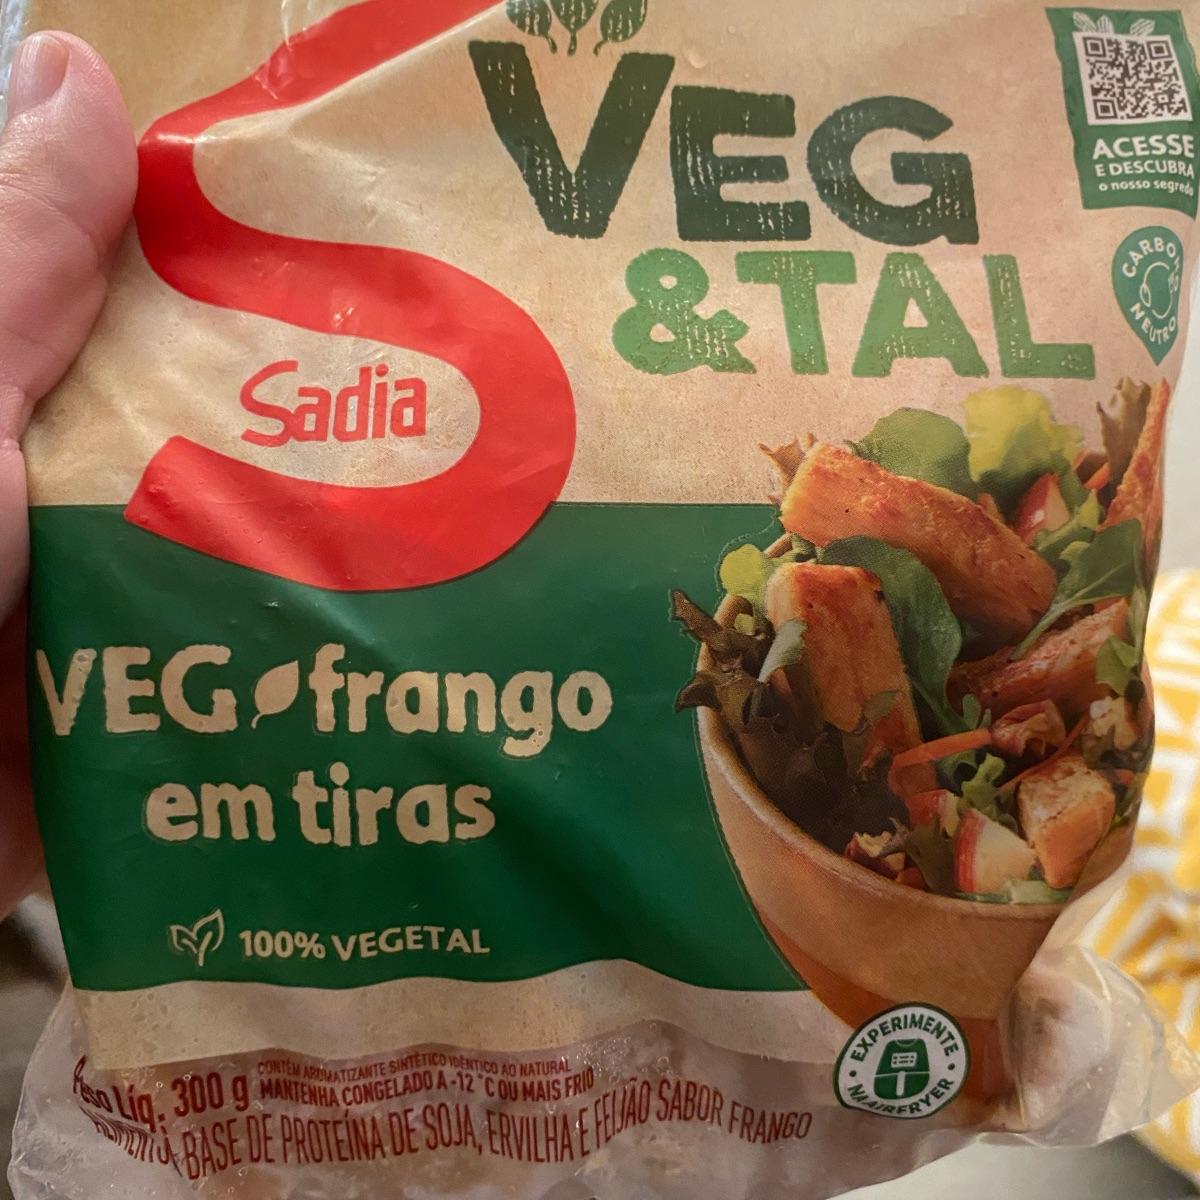 VEG
&TAL
ACESSE
E DESCUBRA
o nosso segredo
CARBONO
NEUTRO
Sadia
VEG frango
em tiras
100% VEGETAL
EXPERIMENTE
NA AIRFRYER
Peso Líq. 300 g
CONTÉM AROMATIZANTE SINTÉTICO IDÊNTICO AO NATURAL
MANTENHA CONGELADO A -12 °C OU MAIS FRIO
BASE DE PROTEÍNA DE SOJA, ERVILHA E FEIJÃO SABOR FRANGO